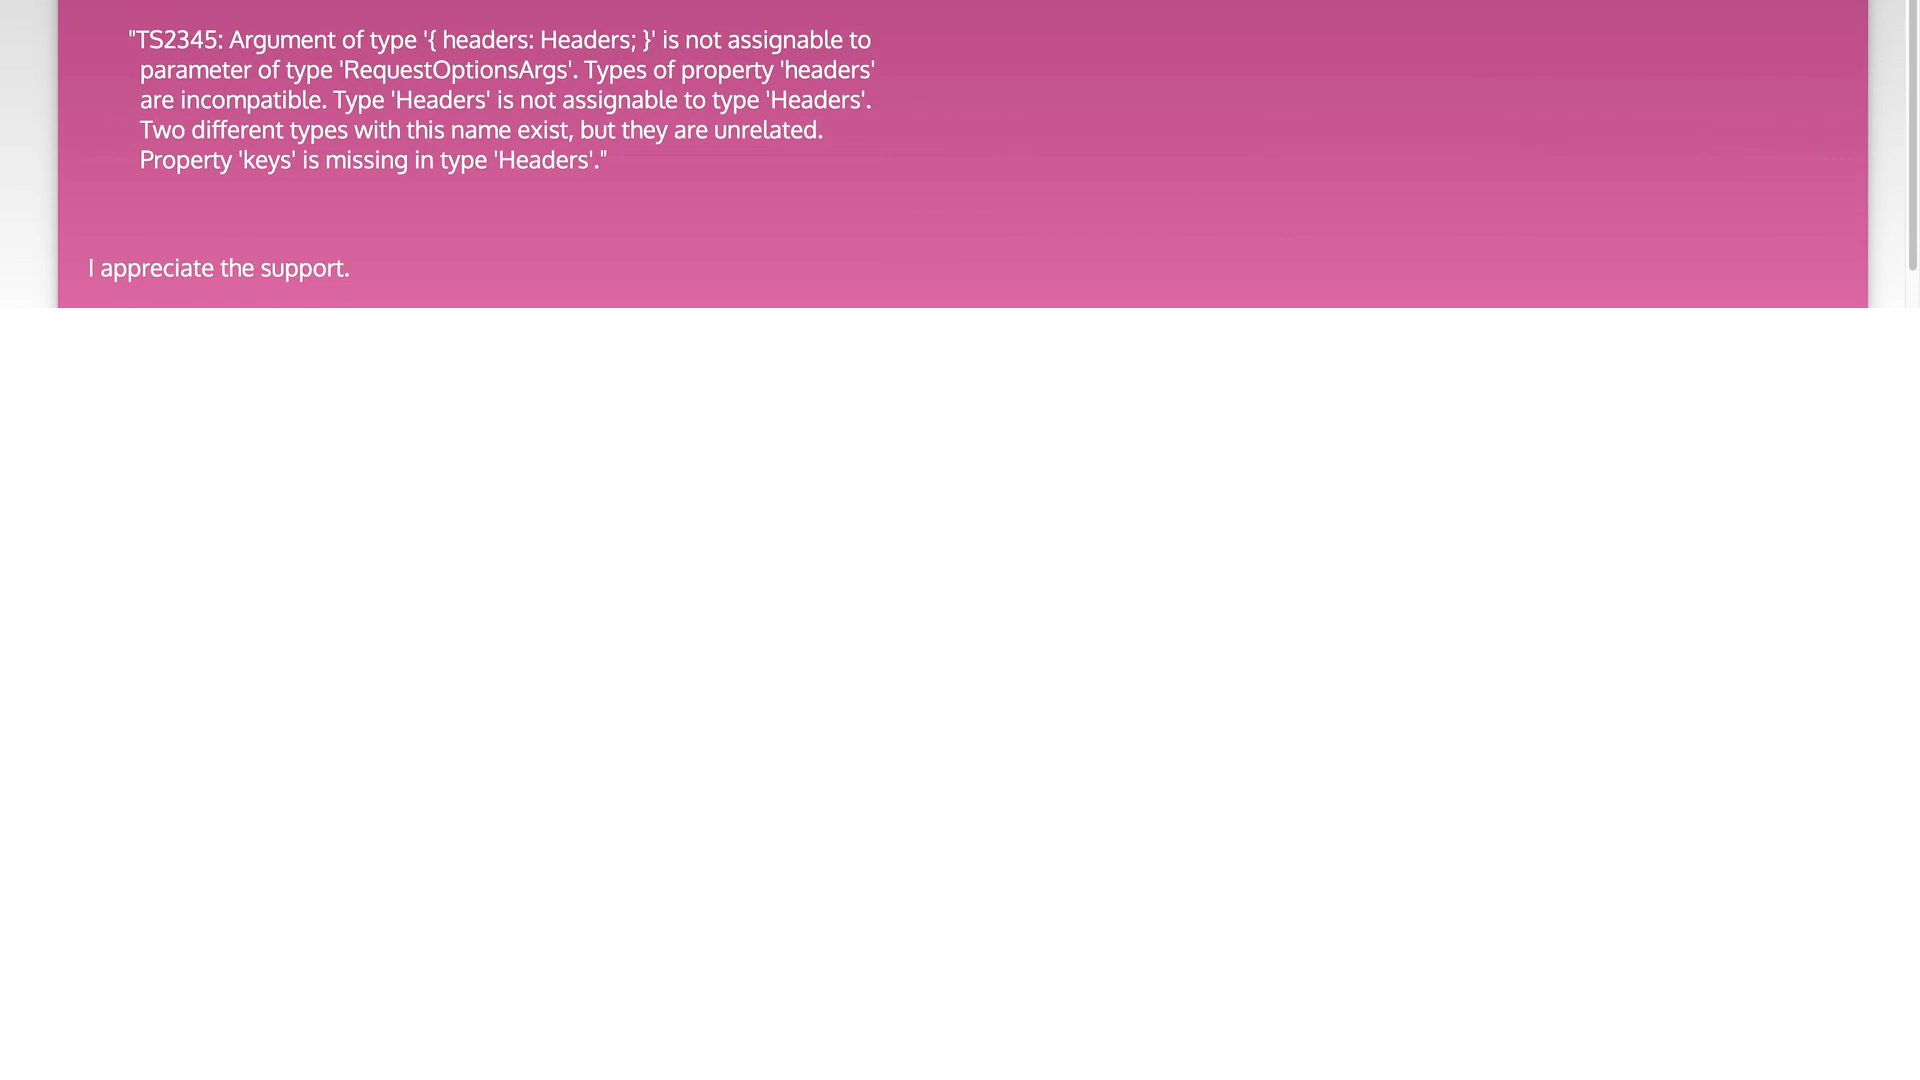 "TS2345: Argument of type '{ headers: Headers; }' is not assignable to
parameter of type 'RequestOptionsArgs'. Types of property 'headers'
are incompatible. Type 'Headers' is not assignable to type 'Headers'.
Two different types with this name exist, but they are unrelated.
Property 'keys' is missing in type 'Headers'."
I appreciate the support.